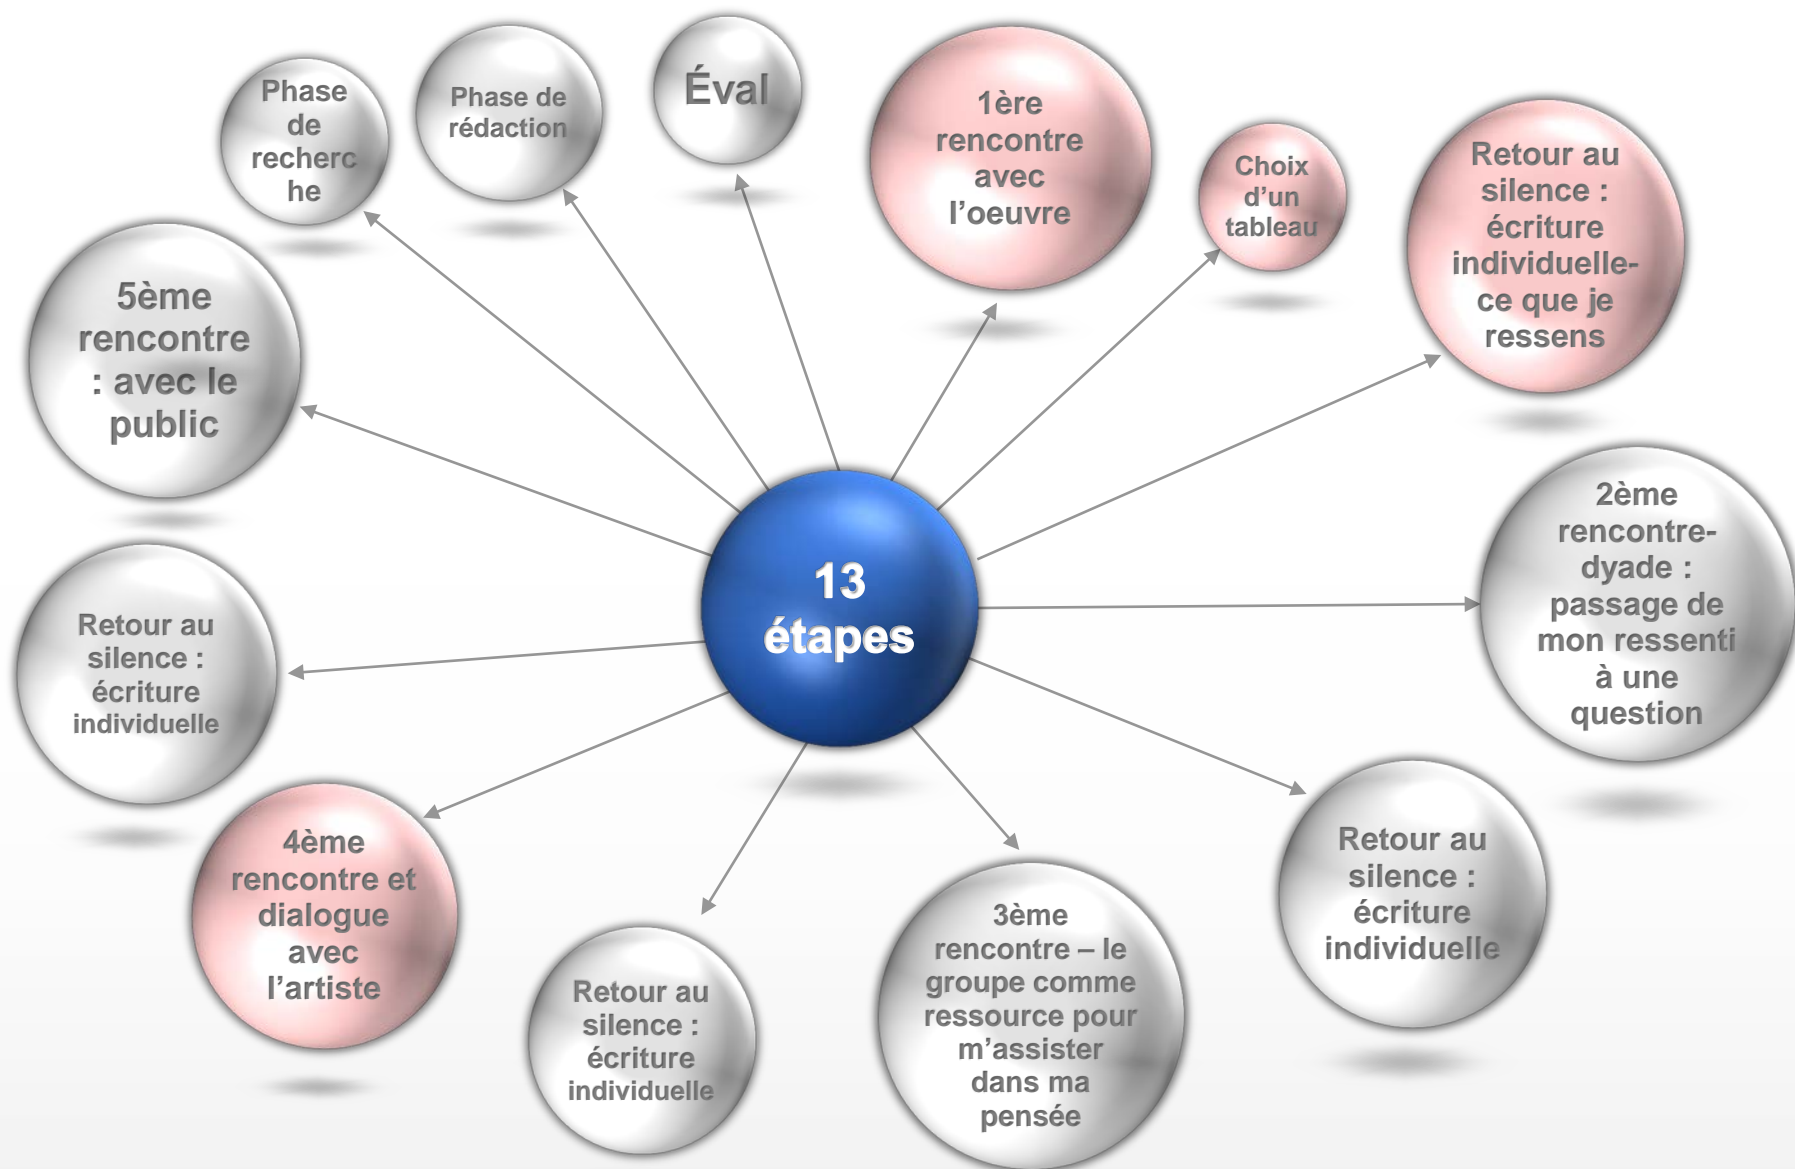 13
étapes
1ère
rencontre
avec
l’oeuvre
Choix
d’un
tableau
Retour au
silence :
écriture
individuelle-
ce que je
ressens
2ème
rencontre-
dyade :
passage de
mon ressenti
à une
question
Retour au
silence :
écriture
individuelle
3ème
rencontre – le
groupe comme
ressource pour
m’assister
dans ma
pensée
Retour au
silence :
écriture
individuelle
4ème
rencontre et
dialogue
avec
l’artiste
Retour au
silence :
écriture
individuelle
5ème
rencontre
: avec le
public
Phase
de
recherc
he
Phase de
rédaction
Éval